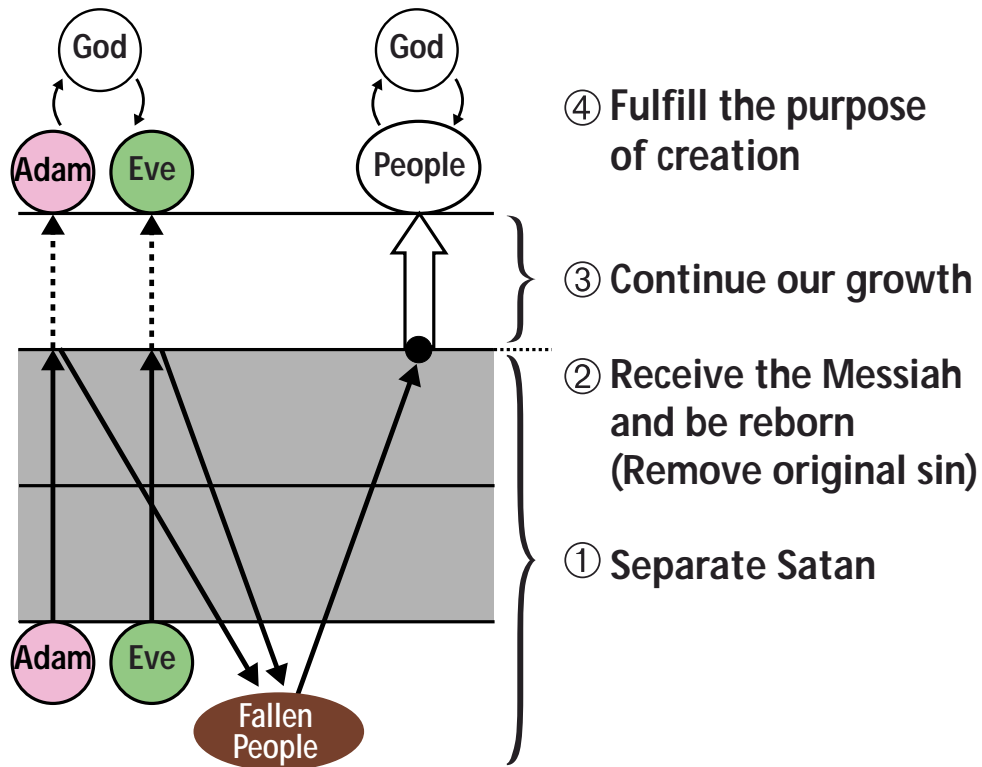 God
God
Adam
Eve
People
④ Fulfill the purpose
of creation
③ Continue our growth
② Receive the Messiah
and be reborn
(Remove original sin)
① Separate Satan
Adam
Eve
Fallen
People